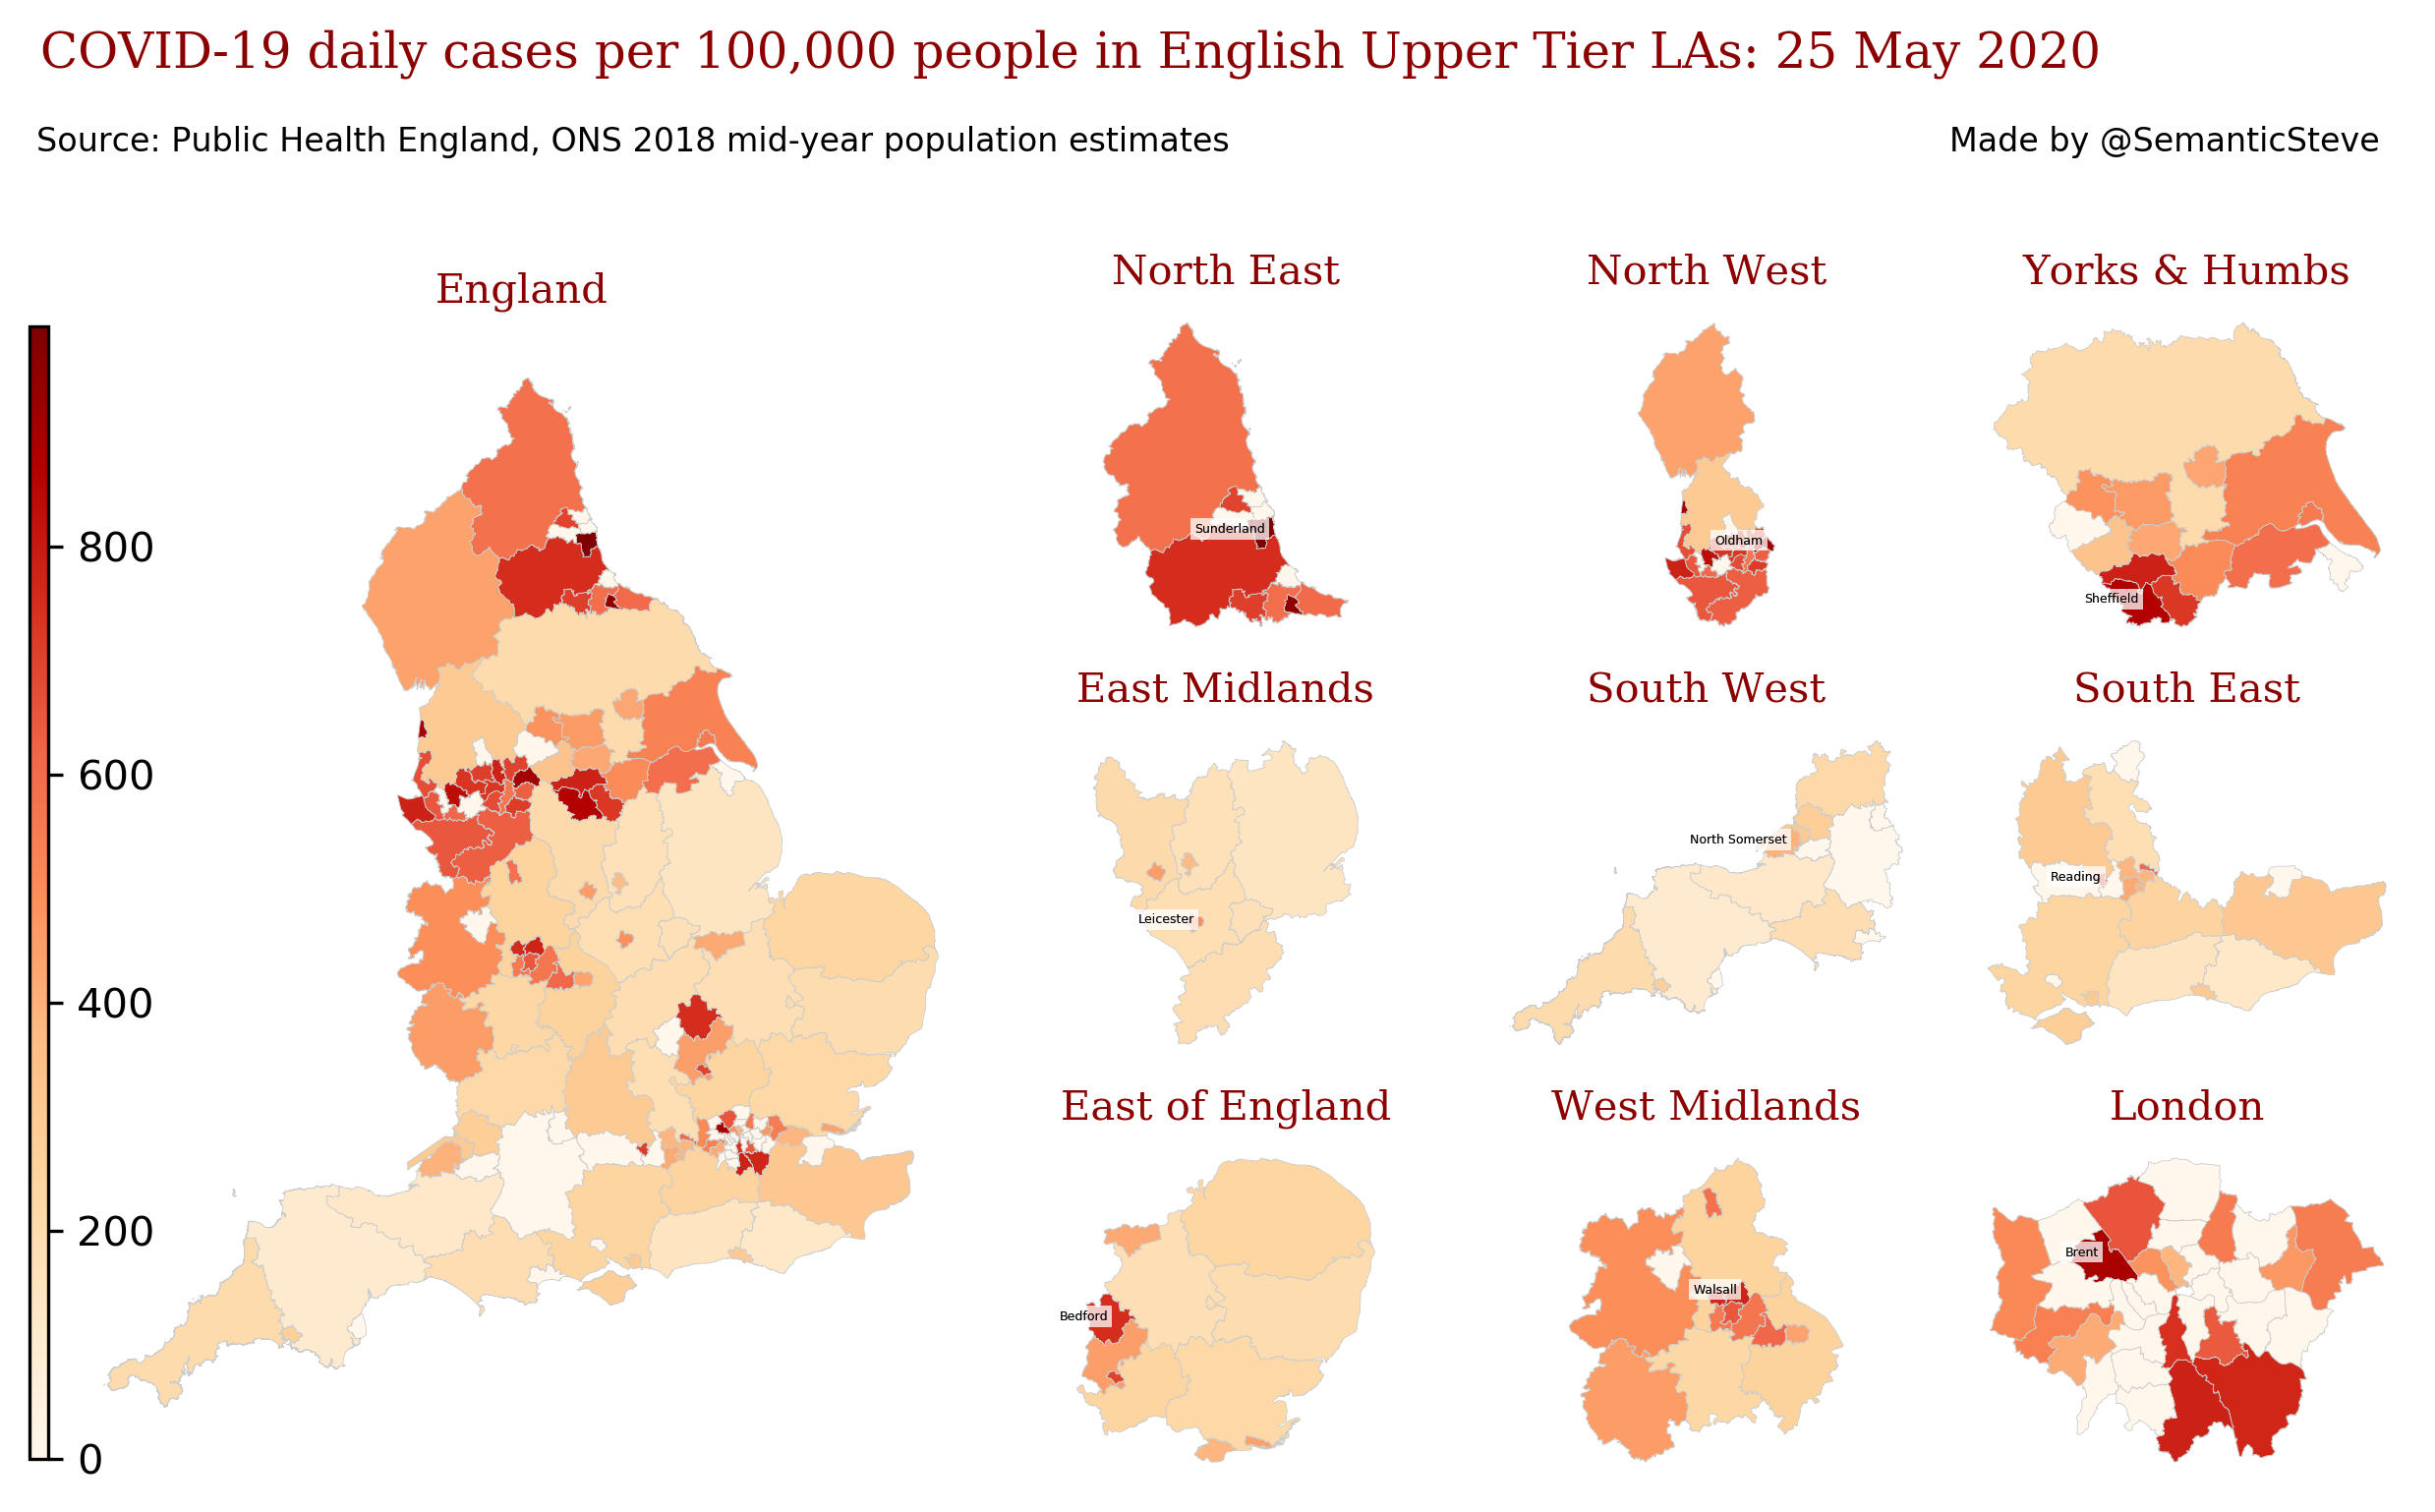 COVID-19 daily cases per 100,000 people in English Upper Tier LAs: 25 May 2020
Source: Public Health England, ONS 2018 mid-year population estimates
Made by @SemanticSteve
England
800
600
400
200
0
North East
Sunderland
North West
Oldham
Yorks & Humbs
Sheffield
East Midlands
Leicester
South West
North Somerset
South East
Reading
East of England
Bedford
West Midlands
Walsall
London
Brent